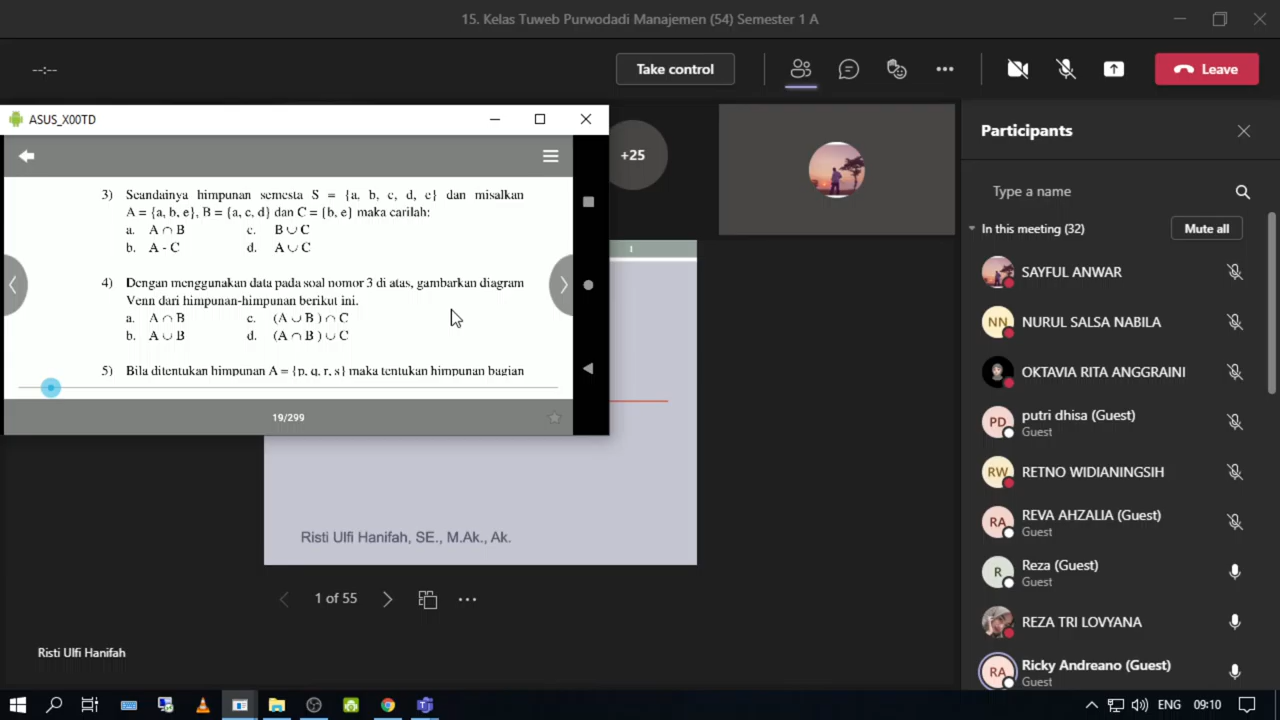 15. Kelas Tuweb Purwodadi Manajemen (54) Semester 1 A
--:--
Take control
Leave
ASUS_X00TD
3) Seandainya himpunan semesta S = {a, b, c, d, e} dan misalkan
A = {a, b, e}, B = {a, c, d} dan C = {b, e} maka carilah:
a. A ∩ B c. B ∪ C
b. A - C d. A ∪ C
4) Dengan menggunakan data pada soal nomor 3 di atas, gambarkan diagram
Venn dari himpunan-himpunan berikut ini.
a. A ∩ B c. (A ∪ B ) ∩ C
b. A ∪ B d. (A ∩ B ) ∪ C
5) Bila ditentukan himpunan A = {p, q, r, s} maka tentukan himpunan bagian
19/299
+25
1
Risti Ulfi Hanifah, SE., M.Ak., Ak.
1 of 55
Risti Ulfi Hanifah
Participants
Type a name
In this meeting (32)
Mute all
SAYFUL ANWAR
NN
NURUL SALSA NABILA
OKTAVIA RITA ANGGRAINI
PD
putri dhisa (Guest)
Guest
RW
RETNO WIDIANINGSIH
RA
REVA AHZALIA (Guest)
Guest
R
Reza (Guest)
Guest
REZA TRI LOVYANA
RA
Ricky Andreano (Guest)
Guest
ENG
09:10